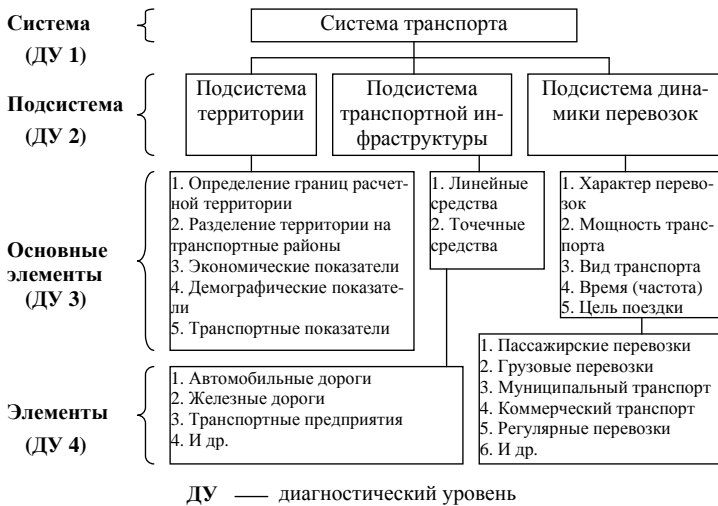 Система
(ДУ 1)
Система транспорта
Подсистема
(ДУ 2)
Подсистема
территории
Подсистема
транспортной ин-
фраструктуры
Подсистема дина-
мики перевозок
Основные
элементы
(ДУ 3)
1. Определение границ расчет-
ной территории
2. Разделение территории на
транспортные районы
3. Экономические показатели
4. Демографические показате-
ли
5. Транспортные показатели
1. Линейные
средства
2. Точечные
средства
1. Характер перево-
зок
2. Мощность транс-
порта
3. Вид транспорта
4. Время (частота)
5. Цель поездки
Элементы
(ДУ 4)
1. Автомобильные дороги
2. Железные дороги
3. Транспортные предприятия
4. И др.
1. Пассажирские перевозки
2. Грузовые перевозки
3. Муниципальный транспорт
4. Коммерческий транспорт
5. Регулярные перевозки
6. И др.
ДУ — диагностический уровень